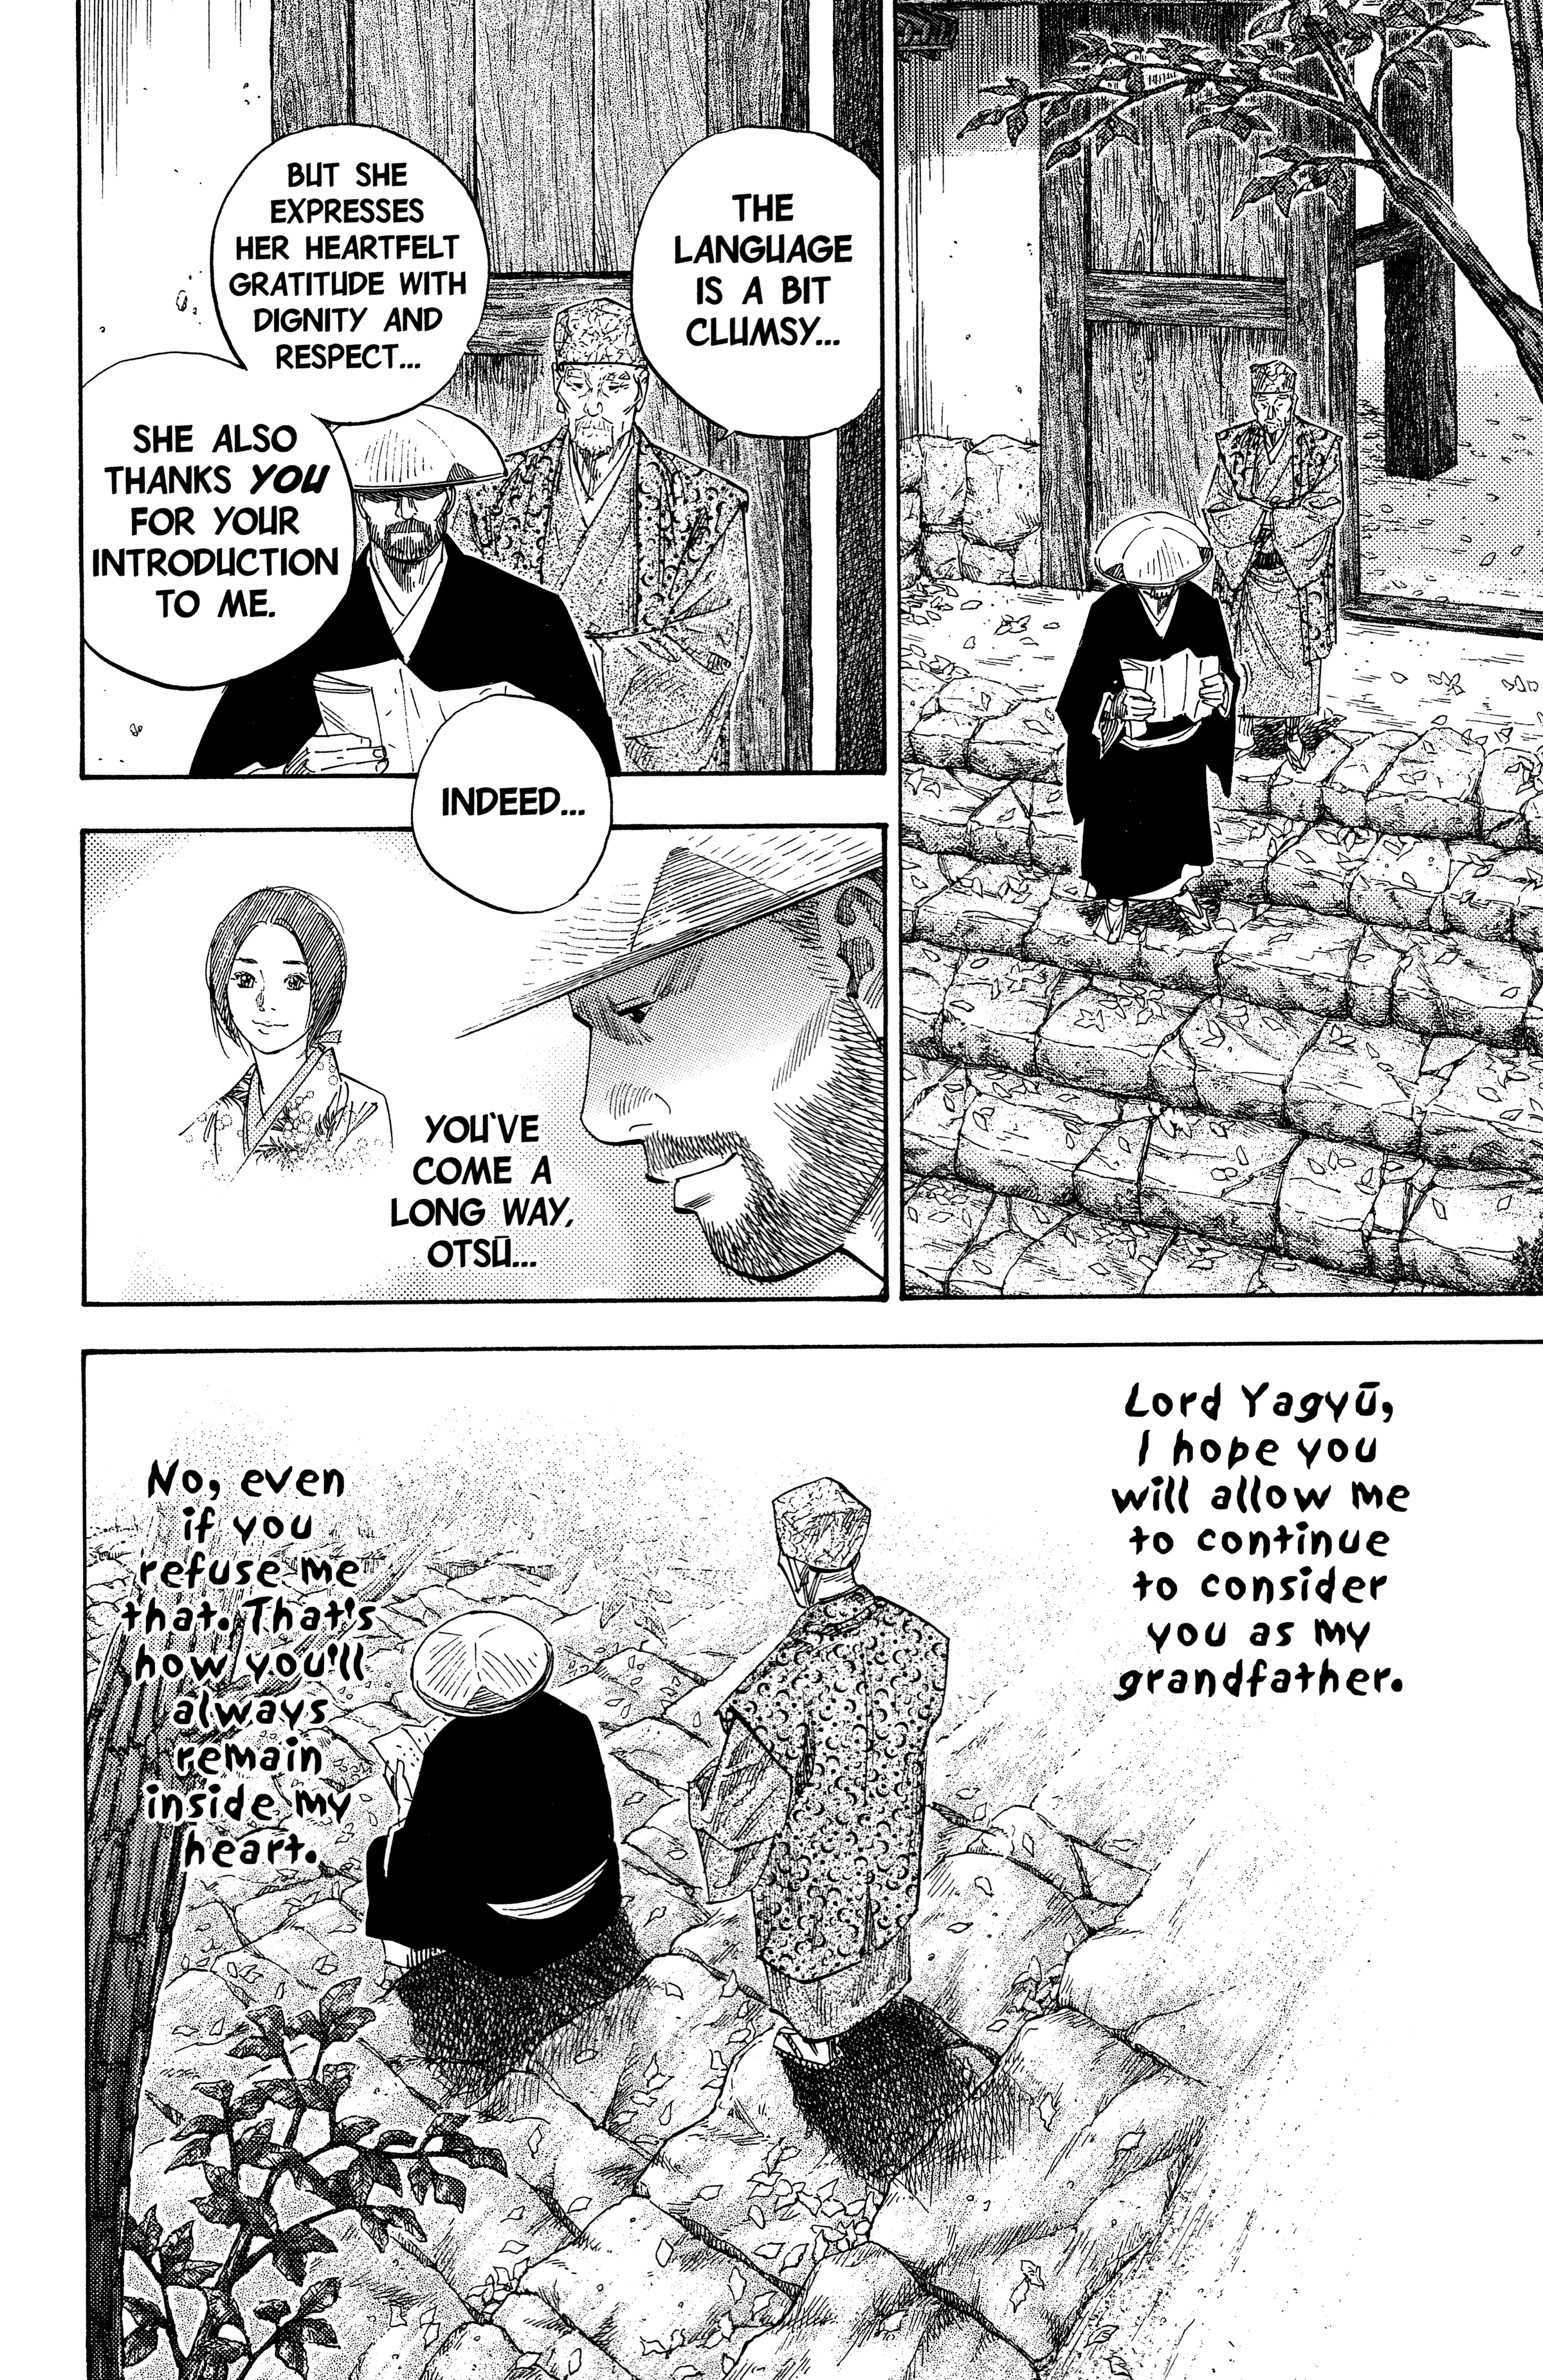 THE
LANGUAGE
IS A BIT
CLUMSY...
BUT SHE
EXPRESSES
HER HEARTFELT
GRATITUDE WITH
DIGNITY AND
RESPECT...
SHE ALSO
THANKS YOU
FOR YOUR
INTRODUCTION
TO ME.
INDEED...
YOU'VE
COME A
LONG WAY,
OTSŪ...
Lord Yagyū,
I hope you
will allow me
to continue
to consider
you as my
grandfather.
No, even
if you
refuse me
that. That's
how you'll
always
remain
inside my
heart.